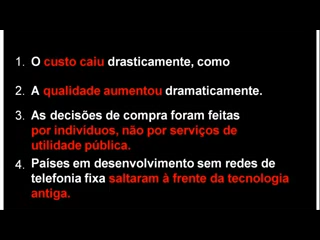 1. O custo caiu drasticamente, como
2. A qualidade aumentou dramaticamente.
3. As decisões de compra foram feitas
por indivíduos, não por serviços de
utilidade pública.
4. Países em desenvolvimento sem redes de
telefonia fixa saltaram à frente da tecnologia
antiga.